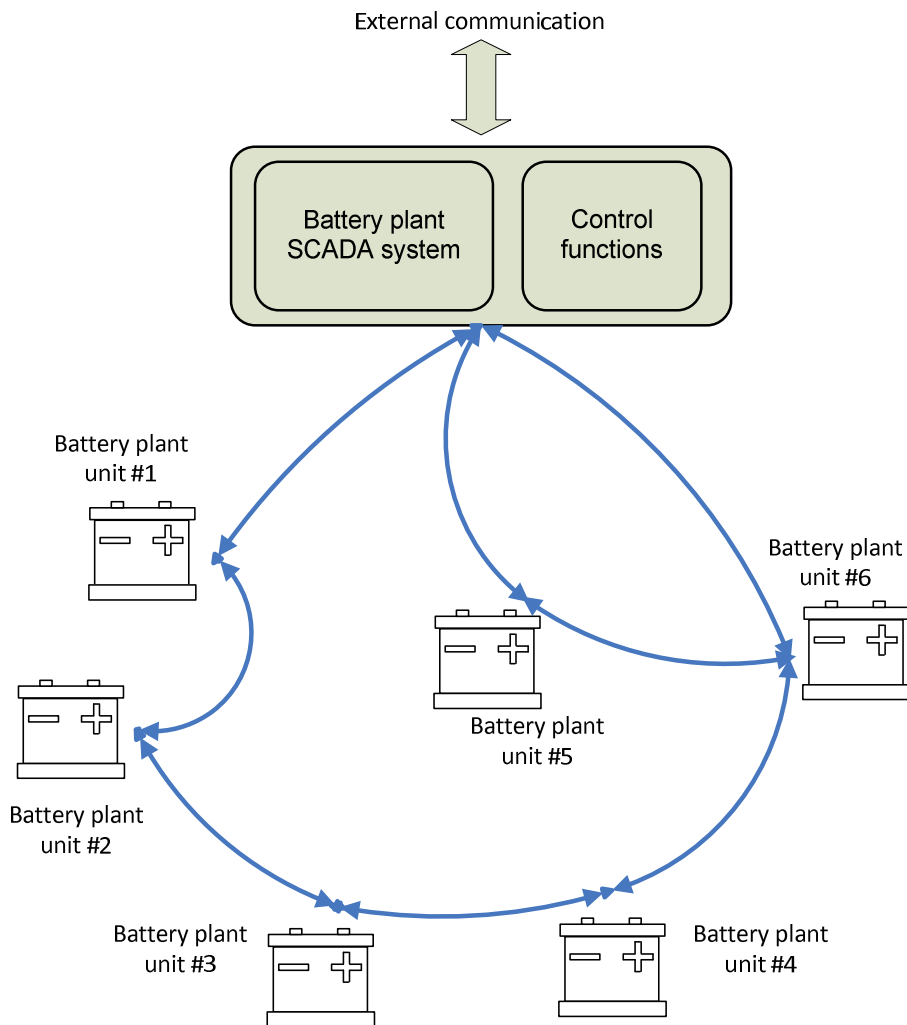 External communication
Battery plant
SCADA system
Control
functions
Battery plant
unit #1
Battery plant
unit #6
Battery plant
unit #5
Battery plant
unit #2
Battery plant
unit #3
Battery plant
unit #4